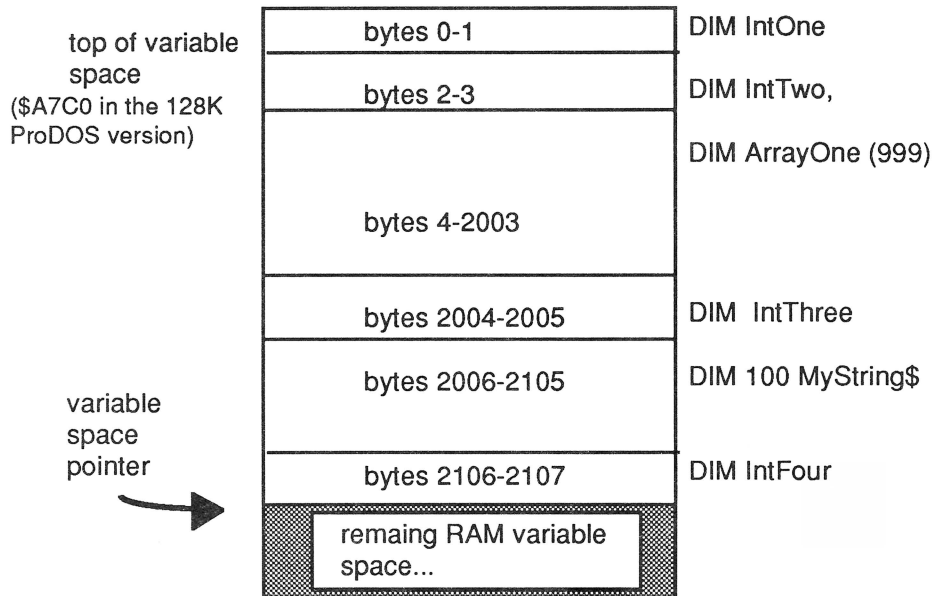 top of variable
space
($A7C0 in the 128K
ProDOS version)
bytes 0-1
DIM IntOne
bytes 2-3
DIM IntTwo,
DIM ArrayOne (999)
bytes 4-2003
bytes 2004-2005
DIM IntThree
bytes 2006-2105
DIM 100 MyString$
variable
space
pointer
bytes 2106-2107
DIM IntFour
remaing RAM variable
space...